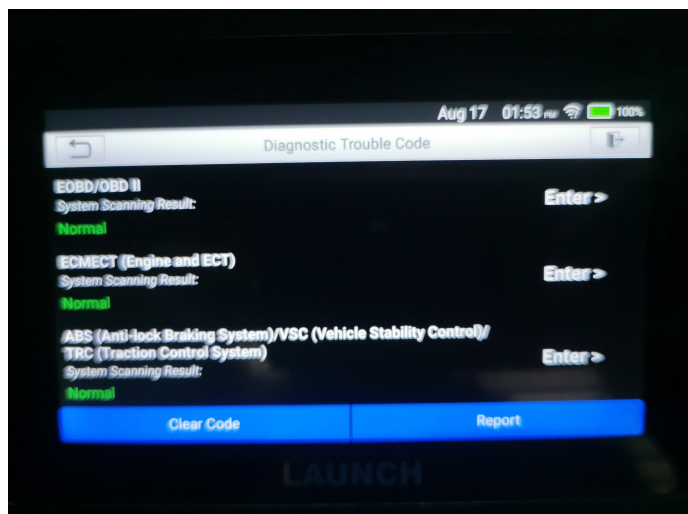 Aug 17 01:53 PM 100%
Diagnostic Trouble Code
EOBD/OBD II
System Scanning Result:
Enter >
Normal
ECMECT (Engine and ECT)
System Scanning Result:
Enter >
Normal
ABS (Anti-lock Braking System)/VSC (Vehicle Stability Control)/
TRC (Traction Control System)
Enter >
System Scanning Result:
Normal
Clear Code
Report
LAUNCH